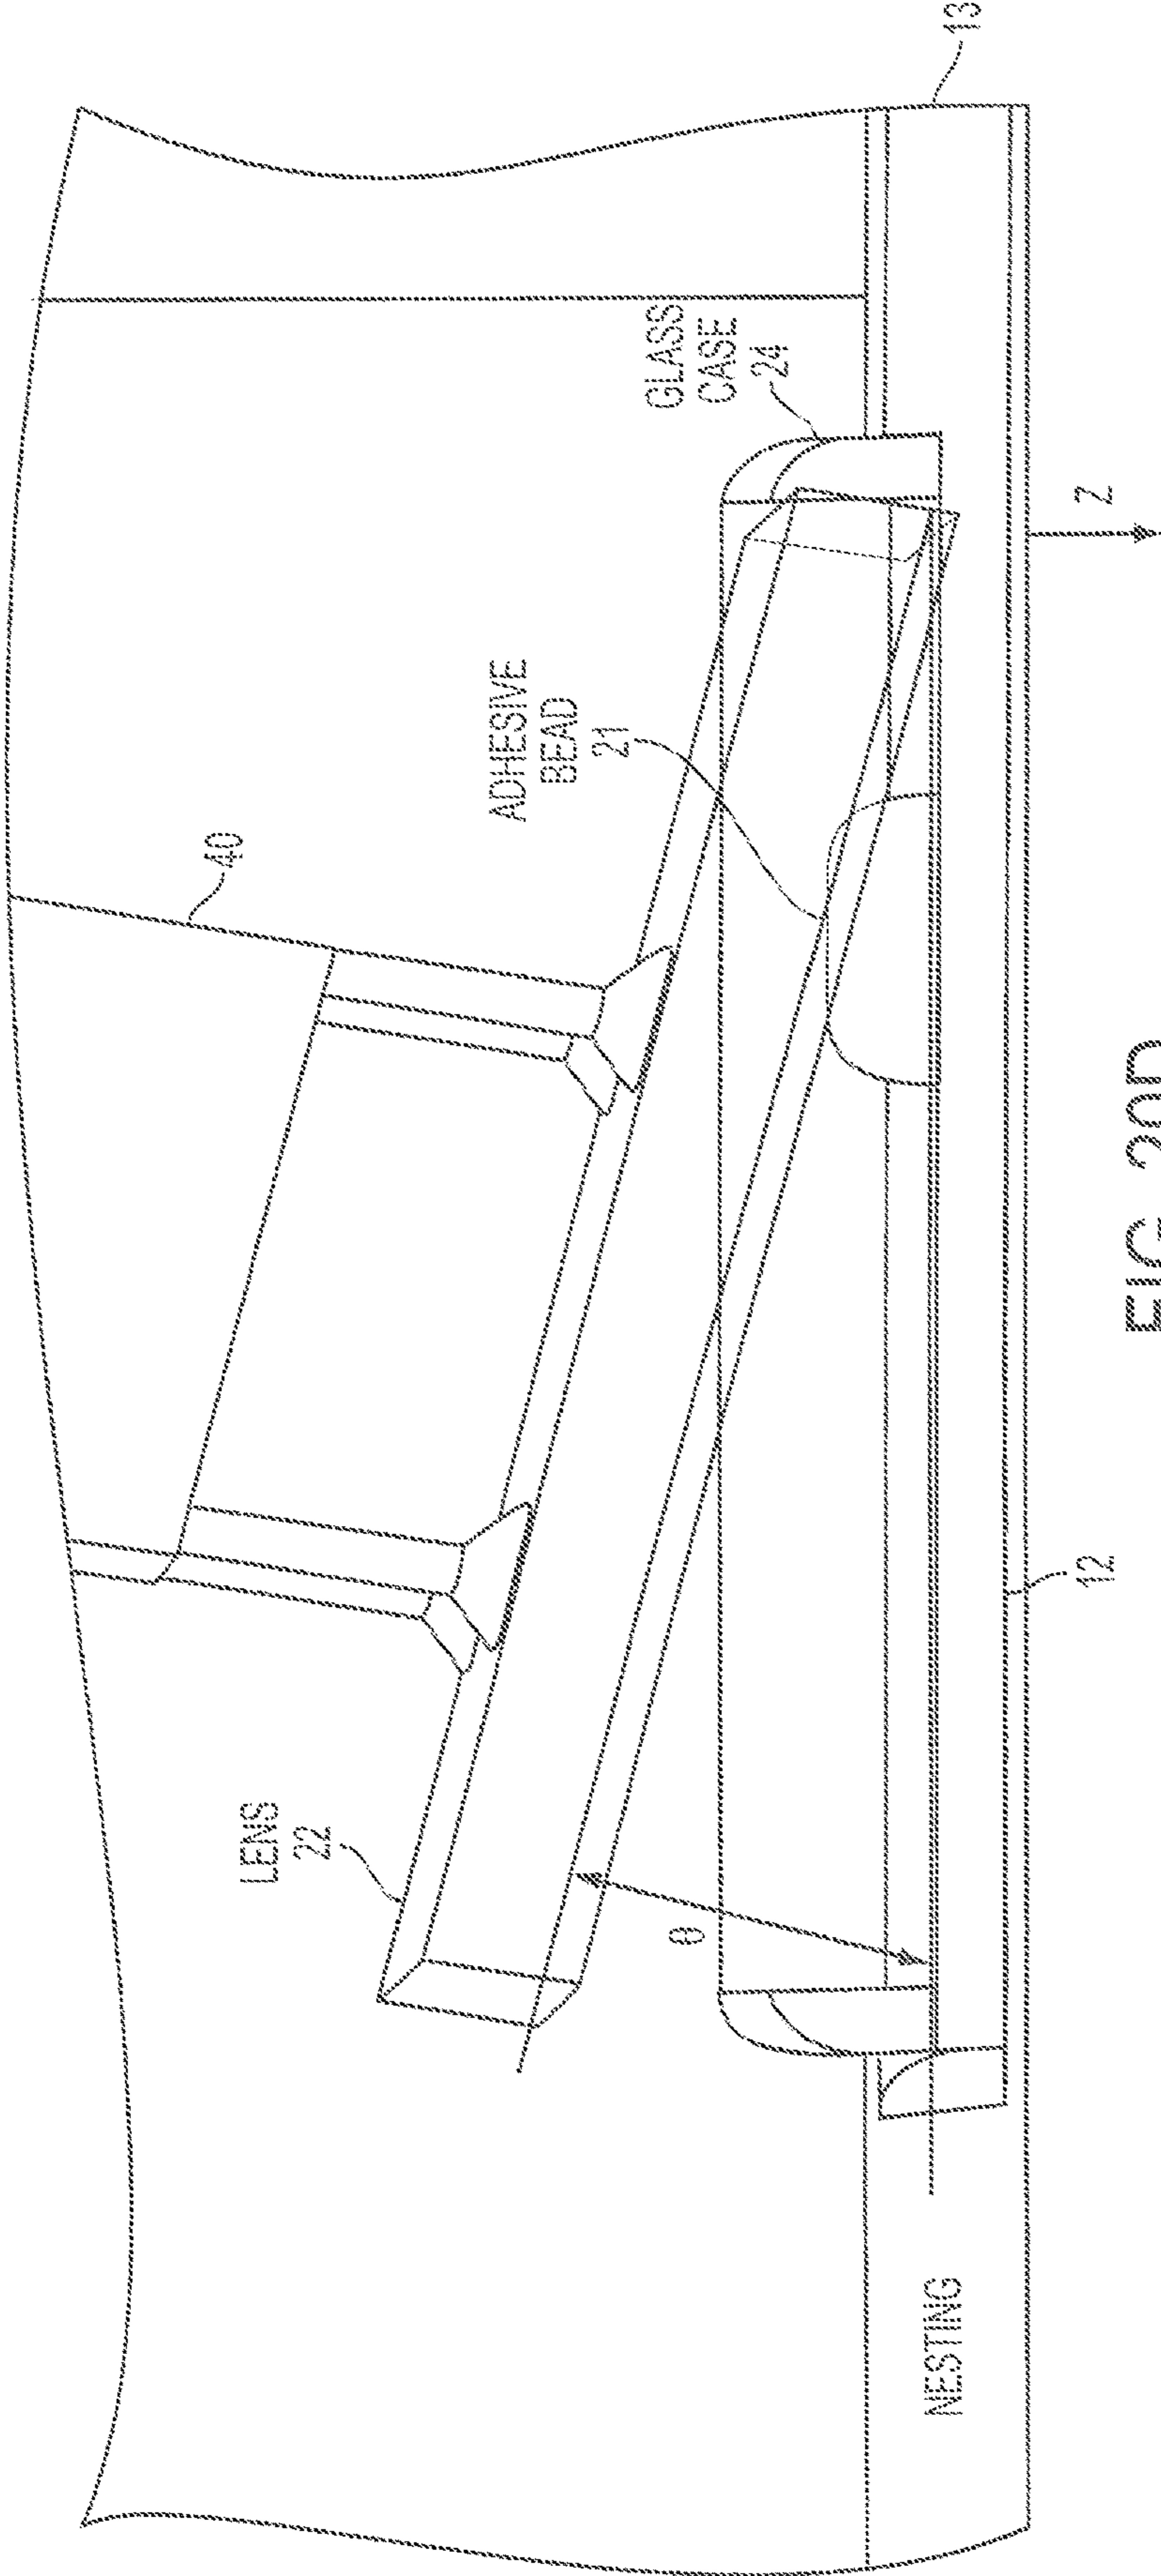 13
GLASS
CASE
24
Z
ADHESIVE
BEAD
21
40
12
LENS
22
θ
NESTING
FIG. 20D